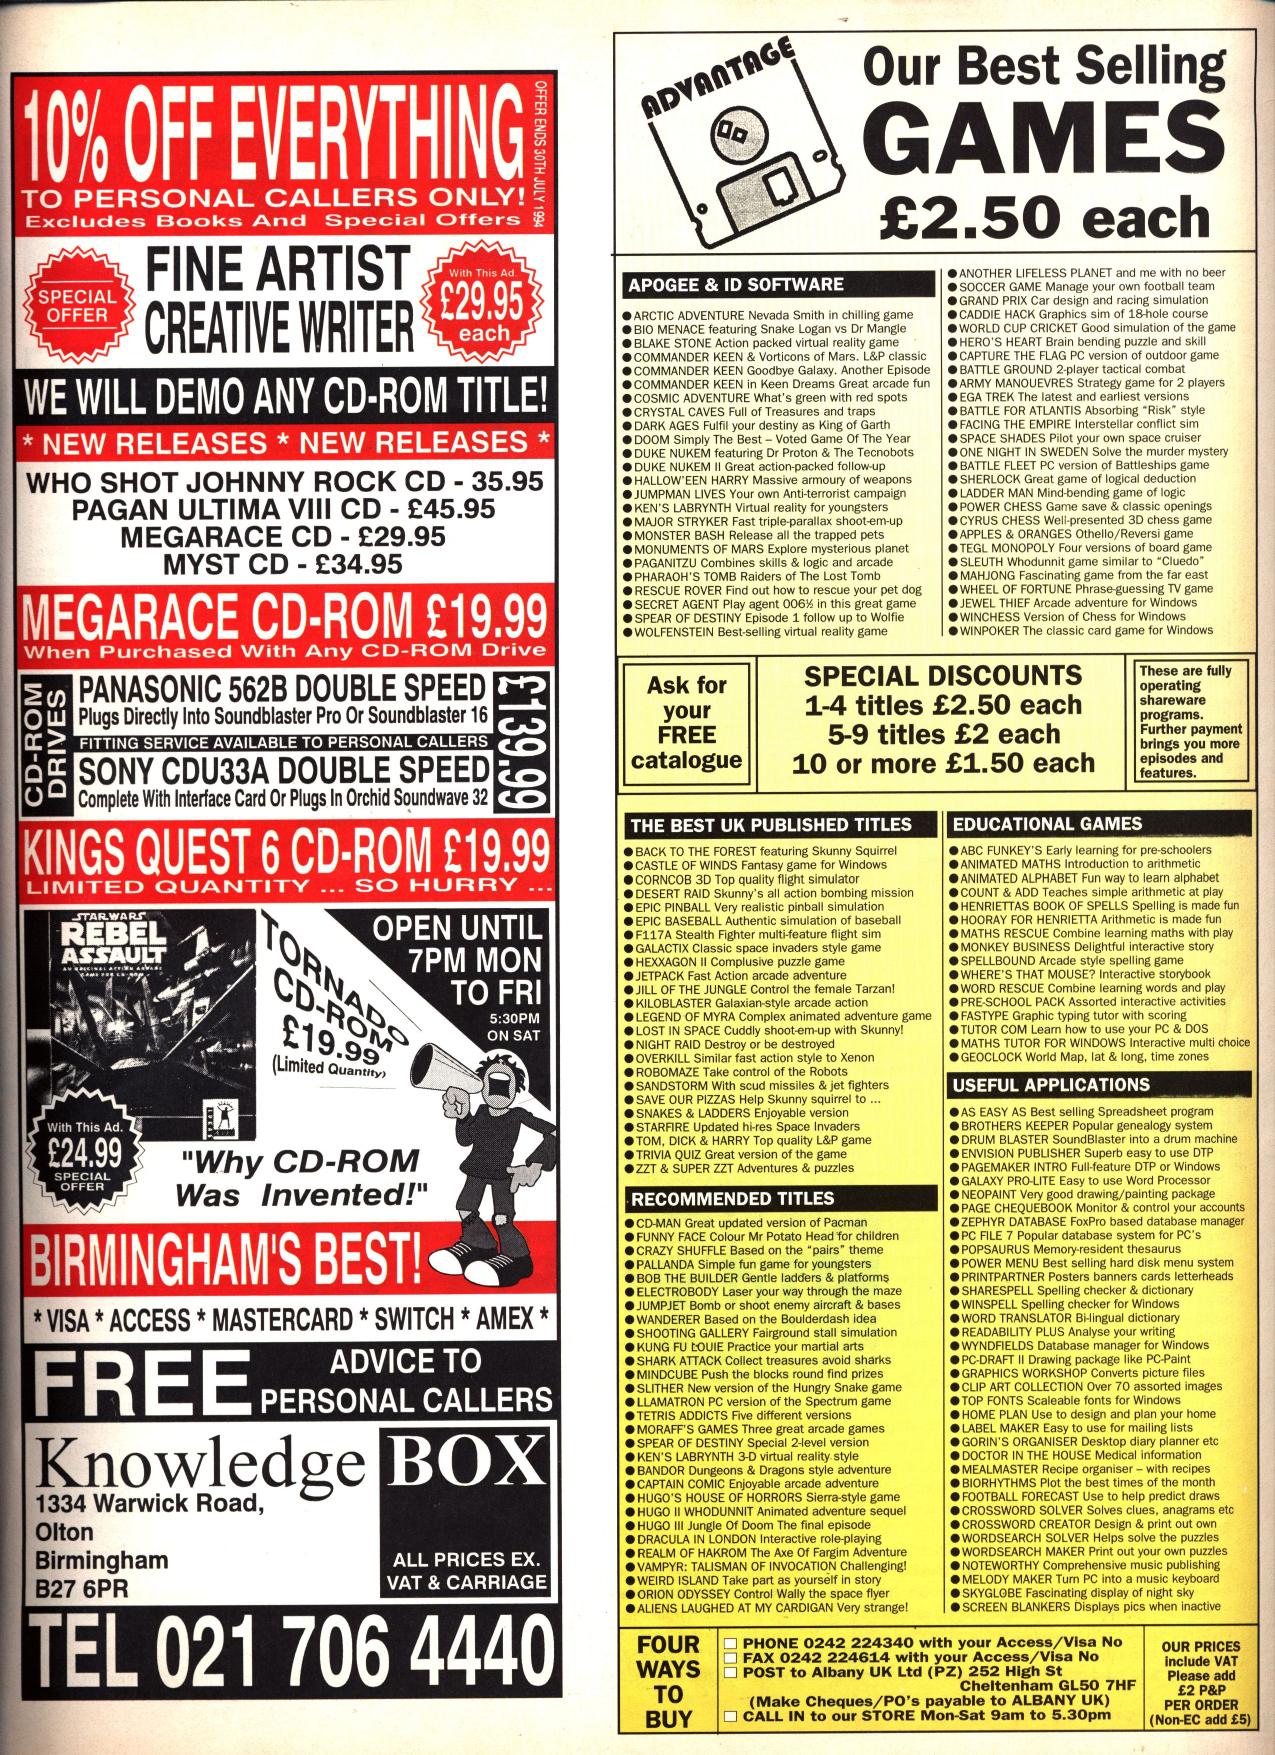 10% OFF EVERYTHING
OFFER ENDS 30TH JULY 1994
TO PERSONAL CALLERS ONLY!
Excludes Books And Special Offers
SPECIAL
OFFER
FINE ARTIST
CREATIVE WRITER
With This Ad.
£29.95
each
WE WILL DEMO ANY CD-ROM TITLE!
* NEW RELEASES * NEW RELEASES *
WHO SHOT JOHNNY ROCK CD - 35.95
PAGAN ULTIMA VIII CD - £45.95
MEGARACE CD - £29.95
MYST CD - £34.95
MEGARACE CD-ROM £19.99
When Purchased With Any CD-ROM Drive
CD-ROM
DRIVES
PANASONIC 562B DOUBLE SPEED
Plugs Directly Into Soundblaster Pro Or Soundblaster 16
FITTING SERVICE AVAILABLE TO PERSONAL CALLERS
SONY CDU33A DOUBLE SPEED
Complete With Interface Card Or Plugs In Orchid Soundwave 32
£139.99
KINGS QUEST 6 CD-ROM £19.99
LIMITED QUANTITY ... SO HURRY ...
STAR WARS
REBEL
ASSAULT
AN ORIGINAL ACTION ARCADE
GAME FOR CD-ROM
With This Ad.
£24.99
SPECIAL
OFFER
TORNADO
CD-ROM
£19.99
(Limited Quantity)
OPEN UNTIL
7PM MON
TO FRI
5:30PM
ON SAT
"Why CD-ROM
Was Invented!"
BIRMINGHAM'S BEST!
* VISA * ACCESS * MASTERCARD * SWITCH * AMEX *
FREE ADVICE TO
PERSONAL CALLERS
Knowledge BOX
1334 Warwick Road,
Olton
Birmingham
B27 6PR
ALL PRICES EX.
VAT & CARRIAGE
TEL 021 706 4440
ADVANTAGE
Our Best Selling
GAMES
£2.50 each
APOGEE & ID SOFTWARE
● ARCTIC ADVENTURE Nevada Smith in chilling game
● BIO MENACE featuring Snake Logan vs Dr Mangle
● BLAKE STONE Action packed virtual reality game
● COMMANDER KEEN & Vorticons of Mars. L&P classic
● COMMANDER KEEN Goodbye Galaxy. Another Episode
● COMMANDER KEEN in Keen Dreams Great arcade fun
● COSMIC ADVENTURE What's green with red spots
● CRYSTAL CAVES Full of Treasures and traps
● DARK AGES Fulfil your destiny as King of Garth
● DOOM Simply The Best – Voted Game Of The Year
● DUKE NUKEM featuring Dr Proton & The Tecnobots
● DUKE NUKEM II Great action-packed follow-up
● HALLOW'EEN HARRY Massive armoury of weapons
● JUMPMAN LIVES Your own Anti-terrorist campaign
● KEN'S LABRYNTH Virtual reality for youngsters
● MAJOR STRYKER Fast triple-parallax shoot-em-up
● MONSTER BASH Release all the trapped pets
● MONUMENTS OF MARS Explore mysterious planet
● PAGANITZU Combines skills & logic and arcade
● PHARAOH'S TOMB Raiders of The Lost Tomb
● RESCUE ROVER Find out how to rescue your pet dog
● SECRET AGENT Play agent 006½ in this great game
● SPEAR OF DESTINY Episode 1 follow up to Wolfie
● WOLFENSTEIN Best-selling virtual reality game
● ANOTHER LIFELESS PLANET and me with no beer
● SOCCER GAME Manage your own football team
● GRAND PRIX Car design and racing simulation
● CADDIE HACK Graphics sim of 18-hole course
● WORLD CUP CRICKET Good simulation of the game
● HERO'S HEART Brain bending puzzle and skill
● CAPTURE THE FLAG PC version of outdoor game
● BATTLE GROUND 2-player tactical combat
● ARMY MANOUEVRES Strategy game for 2 players
● EGA TREK The latest and earliest versions
● BATTLE FOR ATLANTIS Absorbing "Risk" style
● FACING THE EMPIRE Interstellar conflict sim
● SPACE SHADES Pilot your own space cruiser
● ONE NIGHT IN SWEDEN Solve the murder mystery
● BATTLE FLEET PC version of Battleships game
● SHERLOCK Great game of logical deduction
● LADDER MAN Mind-bending game of logic
● POWER CHESS Game save & classic openings
● CYRUS CHESS Well-presented 3D chess game
● APPLES & ORANGES Othello/Reversi game
● TEGL MONOPOLY Four versions of board game
● SLEUTH Whodunnit game similar to "Cluedo"
● MAHJONG Fascinating game from the far east
● WHEEL OF FORTUNE Phrase-guessing TV game
● JEWEL THIEF Arcade adventure for Windows
● WINCHESS Version of Chess for Windows
● WINPOKER The classic card game for Windows
Ask for
your
FREE
catalogue
SPECIAL DISCOUNTS
1-4 titles £2.50 each
5-9 titles £2 each
10 or more £1.50 each
These are fully
operating
shareware
programs.
Further payment
brings you more
episodes and
features.
THE BEST UK PUBLISHED TITLES
● BACK TO THE FOREST featuring Skunny Squirrel
● CASTLE OF WINDS Fantasy game for Windows
● CORNCOB 3D Top quality flight simulator
● DESERT RAID Skunny's all action bombing mission
● EPIC PINBALL Very realistic pinball simulation
● EPIC BASEBALL Authentic simulation of baseball
● F117A Stealth Fighter multi-feature flight sim
● GALACTIX Classic space invaders style game
● HEXXAGON II Complusive puzzle game
● JETPACK Fast Action arcade adventure
● JILL OF THE JUNGLE Control the female Tarzan!
● KILOBLASTER Galaxian-style arcade action
● LEGEND OF MYRA Complex animated adventure game
● LOST IN SPACE Cuddly shoot-em-up with Skunny!
● NIGHT RAID Destroy or be destroyed
● OVERKILL Similar fast action style to Xenon
● ROBOMAZE Take control of the Robots
● SANDSTORM With scud missiles & jet fighters
● SAVE OUR PIZZAS Help Skunny squirrel to ...
● SNAKES & LADDERS Enjoyable version
● STARFIRE Updated hi-res Space Invaders
● TOM, DICK & HARRY Top quality L&P game
● TRIVIA QUIZ Great version of the game
● ZZT & SUPER ZZT Adventures & puzzles
RECOMMENDED TITLES
● CD-MAN Great updated version of Pacman
● FUNNY FACE Colour Mr Potato Head for children
● CRAZY SHUFFLE Based on the "pairs" theme
● PALLANDA Simple fun game for youngsters
● BOB THE BUILDER Gentle ladders & platforms
● ELECTROBODY Laser your way through the maze
● JUMPJET Bomb or shoot enemy aircraft & bases
● WANDERER Based on the Boulderdash idea
● SHOOTING GALLERY Fairground stall simulation
● KUNG FU LOUIE Practice your martial arts
● SHARK ATTACK Collect treasures avoid sharks
● MINDCUBE Push the blocks round find prizes
● SLITHER New version of the Hungry Snake game
● LLAMATRON PC version of the Spectrum game
● TETRIS ADDICTS Five different versions
● MORAFF'S GAMES Three great arcade games
● SPEAR OF DESTINY Special 2-level version
● KEN'S LABYRNTH 3-D virtual reality style
● BANDOR Dungeons & Dragons style adventure
● CAPTAIN COMIC Enjoyable arcade adventure
● HUGO'S HOUSE OF HORRORS Sierra-style game
● HUGO II WHODUNNIT Animated adventure sequel
● HUGO III Jungle Of Doom The final episode
● DRACULA IN LONDON Interactive role-playing
● REALM OF HAKROM The Axe Of Fargim Adventure
● VAMPYR: TALISMAN OF INVOCATION Challenging!
● WEIRD ISLAND Take part as yourself in story
● ORION ODYSSEY Control Wally the space flyer
● ALIENS LAUGHED AT MY CARDIGAN Very strange!
EDUCATIONAL GAMES
● ABC FUNKEY'S Early learning for pre-schoolers
● ANIMATED MATHS Introduction to arithmetic
● ANIMATED ALPHABET Fun way to learn alphabet
● COUNT & ADD Teaches simple arithmetic at play
● HENRIETTAS BOOK OF SPELLS Spelling is made fun
● HOORAY FOR HENRIETTA Arithmetic is made fun
● MATHS RESCUE Combine learning maths with play
● MONKEY BUSINESS Delightful interactive story
● SPELLBOUND Arcade style spelling game
● WHERE'S THAT MOUSE? Interactive storybook
● WORD RESCUE Combine learning words and play
● PRE-SCHOOL PACK Assorted interactive activities
● FASTYPE Graphic typing tutor with scoring
● TUTOR COM Learn how to use your PC & DOS
● MATHS TUTOR FOR WINDOWS Interactive multi choice
● GEOCLOCK World Map, lat & long, time zones
USEFUL APPLICATIONS
● AS EASY AS Best selling Spreadsheet program
● BROTHERS KEEPER Popular genealogy system
● DRUM BLASTER SoundBlaster into a drum machine
● ENVISION PUBLISHER Superb easy to use DTP
● PAGEMAKER INTRO Full-feature DTP or Windows
● GALAXY PRO-LITE Easy to use Word Processor
● NEOPAINT Very good drawing/painting package
● PAGE CHEQUEBOOK Monitor & control your accounts
● ZEPHYR DATABASE FoxPro based database manager
● PC FILE 7 Popular database system for PC's
● POPSAURUS Memory-resident thesaurus
● POWER MENU Best selling hard disk menu system
● PRINTPARTNER Posters banners cards letterheads
● SHARESPELL Spelling checker & dictionary
● WINSPELL Spelling checker for Windows
● WORD TRANSLATOR Bi-lingual dictionary
● READABILITY PLUS Analyse your writing
● WYNDFIELDS Database manager for Windows
● PC-DRAFT II Drawing package like PC-Paint
● GRAPHICS WORKSHOP Converts picture files
● CLIP ART COLLECTION Over 70 assorted images
● TOP FONTS Scaleable fonts for Windows
● HOME PLAN Use to design and plan your home
● LABEL MAKER Easy to use for mailing lists
● GORIN'S ORGANISER Desktop diary planner etc
● DOCTOR IN THE HOUSE Medical information
● MEALMASTER Recipe organiser – with recipes
● BIORHYTHMS Plot the best times of the month
● FOOTBALL FORECAST Use to help predict draws
● CROSSWORD SOLVER Solves clues, anagrams etc
● CROSSWORD CREATOR Design & print out own
● WORDSEARCH SOLVER Helps solve the puzzles
● WORDSEARCH MAKER Print out your own puzzles
● NOTEWORTHY Comprehensive music publishing
● MELODY MAKER Turn PC into a music keyboard
● SKYGLOBE Fascinating display of night sky
● SCREEN BLANKERS Displays pics when inactive
FOUR
WAYS
TO
BUY
□ PHONE 0242 224340 with your Access/Visa No
□ FAX 0242 224614 with your Access/Visa No
□ POST to Albany UK Ltd (PZ) 252 High St
Cheltenham GL50 7HF
(Make Cheques/PO's payable to ALBANY UK)
□ CALL IN to our STORE Mon-Sat 9am to 5.30pm
OUR PRICES
include VAT
Please add
£2 P&P
PER ORDER
(Non-EC add £5)